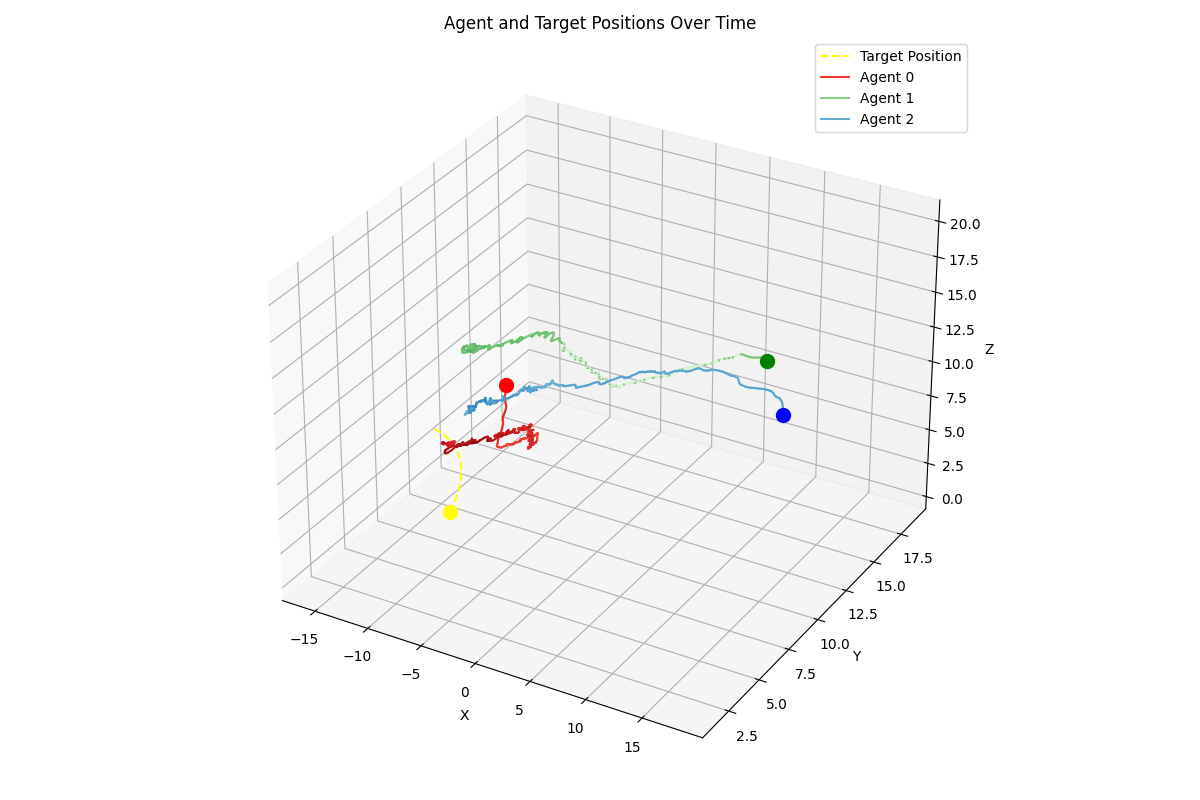 Agent and Target Positions Over Time
Target Position
Agent 0
Agent 1
Agent 2
20.0
17.5
15.0
12.5
10.0
7.5
5.0
2.5
0.0
Z
17.5
15.0
12.5
10.0
7.5
5.0
2.5
Y
−15
−10
−5
0
5
10
15
X